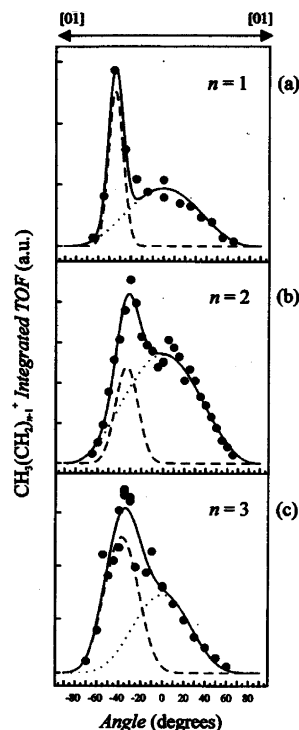 [01̄] [01]
n = 1 (a)
n = 2 (b)
n = 3 (c)
CH₃(CH₂)ₙ₋₁⁺ Integrated TOF (a.u.)
-80 -60 -40 -20 0 20 40 60 80
Angle (degrees)